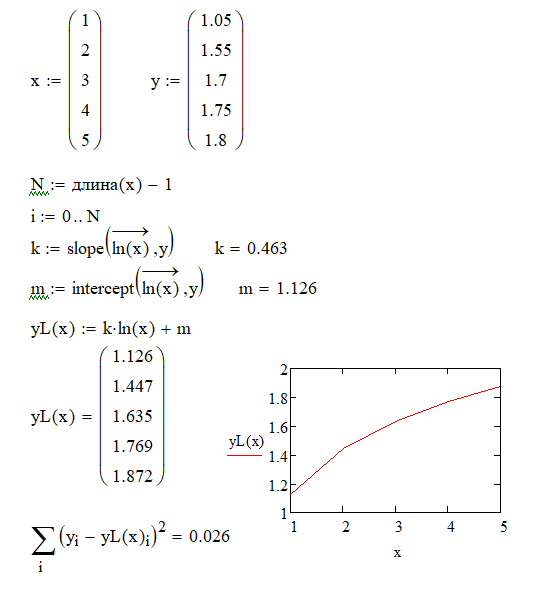 x := ( 1 2 3 4 5 ) y := ( 1.05 1.55 1.7 1.75 1.8 )
N := длина(x) − 1
i := 0 .. N
k := slope(ln(x) ,y) k = 0.463
m := intercept(ln(x) ,y) m = 1.126
yL(x) := k·ln(x) + m
yL(x) = ( 1.126 1.447 1.635 1.769 1.872 )
2
1.8
1.6
yL(x)
1.4
1.2
1
1 2 3 4 5
x
∑ i (yi − yL(x)i)² = 0.026